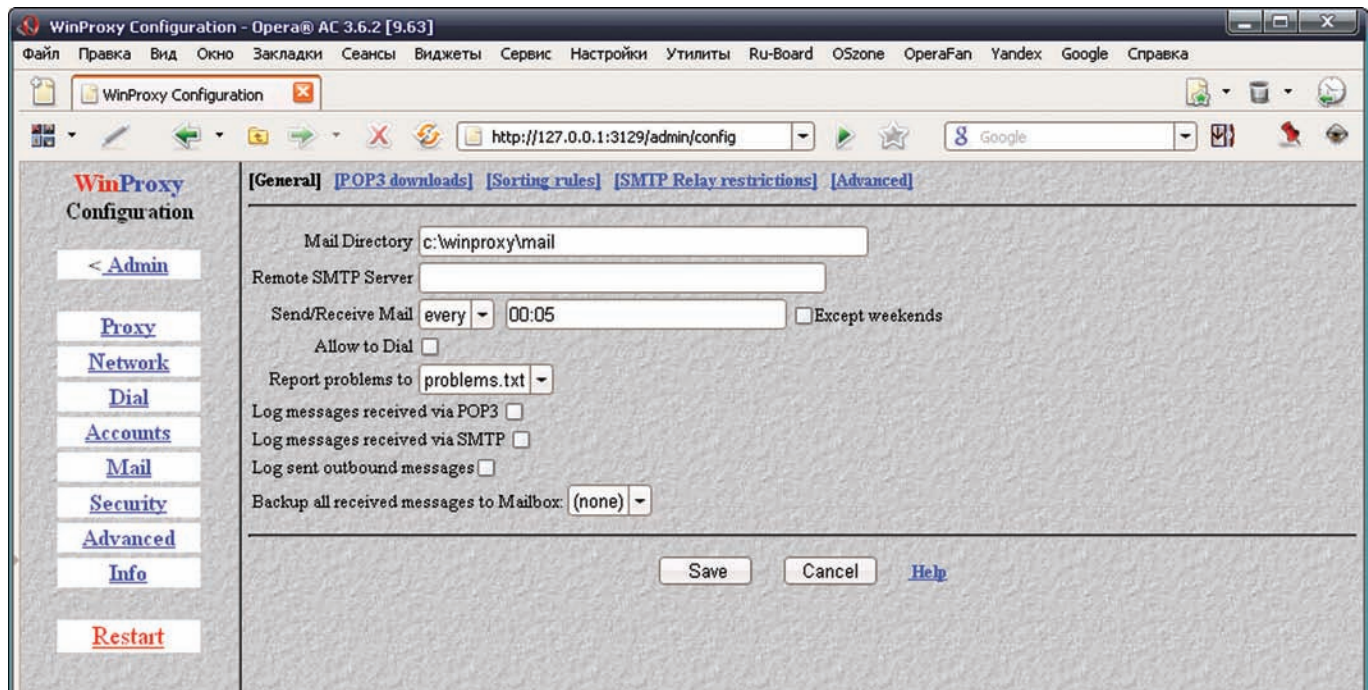 WinProxy Configuration - Opera® AC 3.6.2 [9.63]
Файл Правка Вид Окно Закладки Сеансы Виджеты Сервис Настройки Утилиты Ru-Board OSzone OperaFan Yandex Google Справка
WinProxy Configuration
http://127.0.0.1:3129/admin/config
Google
WinProxy
Configuration
< Admin
Proxy
Network
Dial
Accounts
Mail
Security
Advanced
Info
Restart
[General] [POP3 downloads] [Sorting rules] [SMTP Relay restrictions] [Advanced]
Mail Directory c:\winproxy\mail
Remote SMTP Server
Send/Receive Mail every 00:05 Except weekends
Allow to Dial
Report problems to problems.txt
Log messages received via POP3
Log messages received via SMTP
Log sent outbound messages
Backup all received messages to Mailbox: (none)
Save Cancel Help